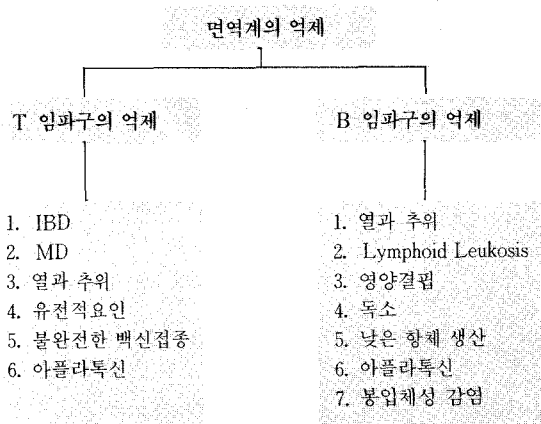 면역계의 억제
T 임파구의 억제
1. IBD
2. MD
3. 열과 추위
4. 유전적요인
5. 불완전한 백신접종
6. 아플라톡신
B 임파구의 억제
1. 열과 추위
2. Lymphoid Leukosis
3. 영양결핍
4. 독소
5. 낮은 항체 생산
6. 아플라톡신
7. 봉입체성 감염